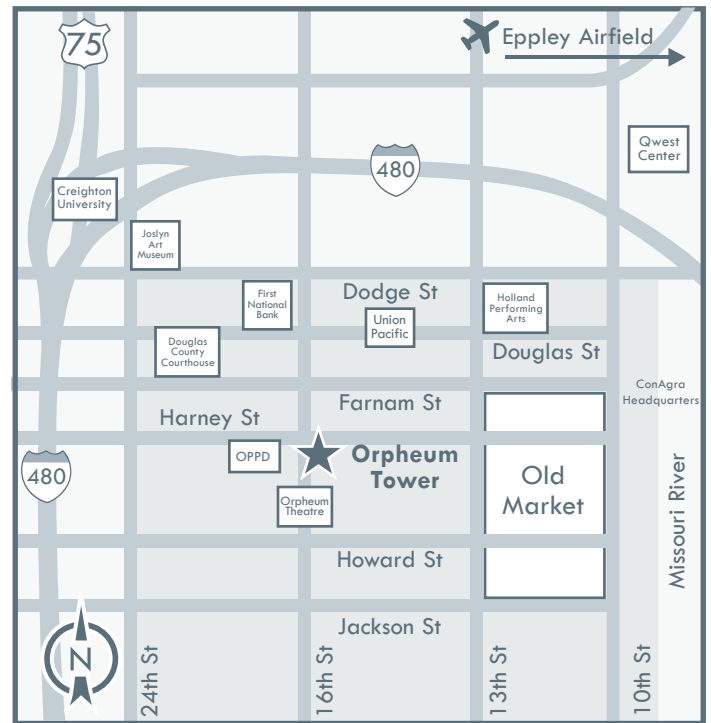 75
Eppley Airfield
Qwest
Center
480
Creighton
University
Joslyn
Art
Museum
First
National
Bank
Dodge St
Holland
Performing
Arts
Union
Pacific
Douglas
County
Courthouse
Douglas St
ConAgra
Headquarters
Farnam St
Harney St
OPPD
Orpheum
Tower
480
Old
Market
Orpheum
Theatre
Missouri River
Howard St
Jackson St
N
24th St
16th St
13th St
10th St